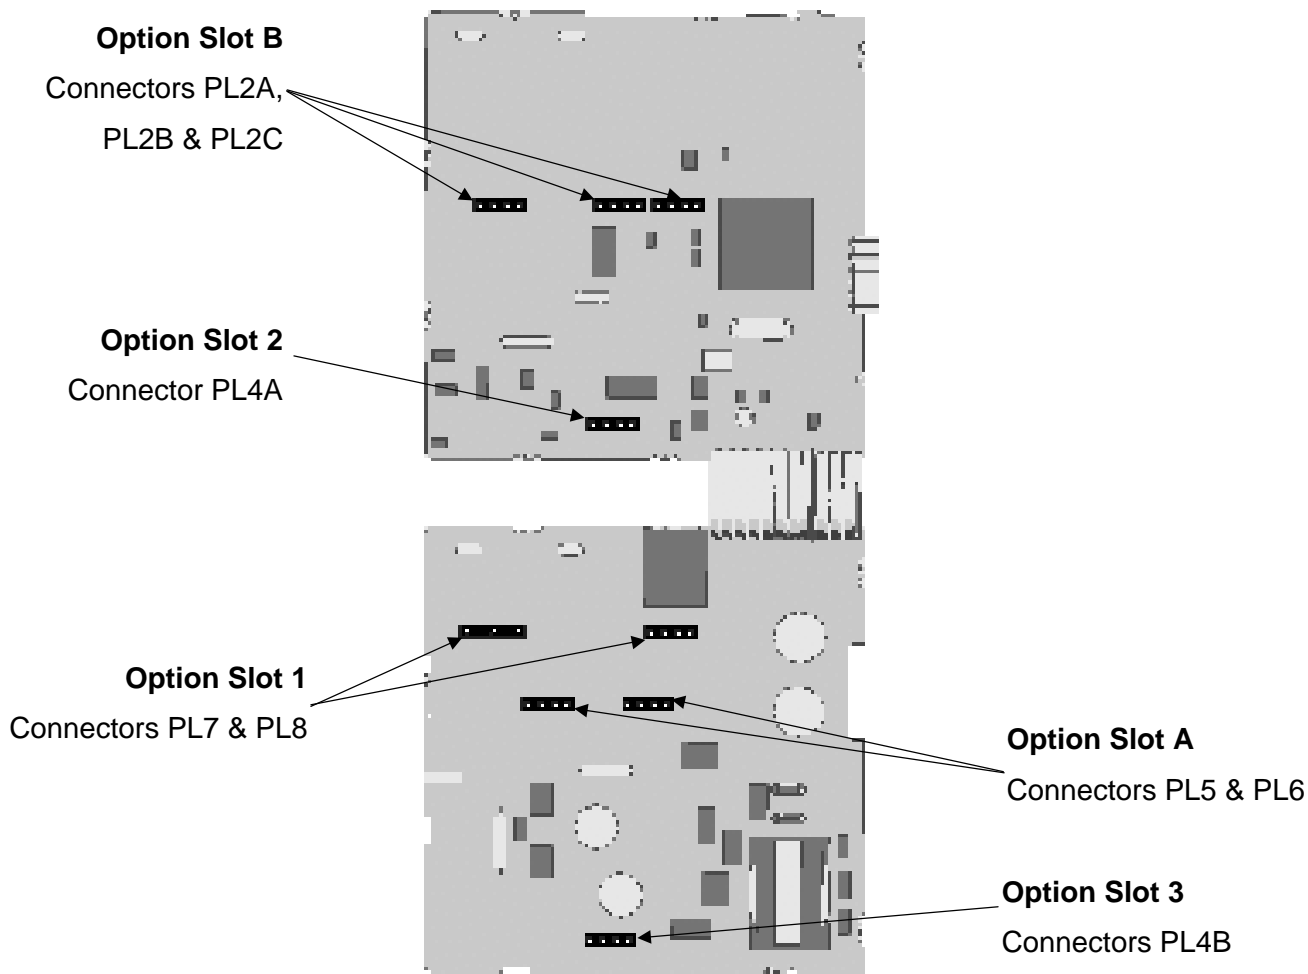 Option Slot B
Connectors PL2A,
PL2B & PL2C
Option Slot 2
Connector PL4A
Option Slot 1
Connectors PL7 & PL8
Option Slot A
Connectors PL5 & PL6
Option Slot 3
Connectors PL4B